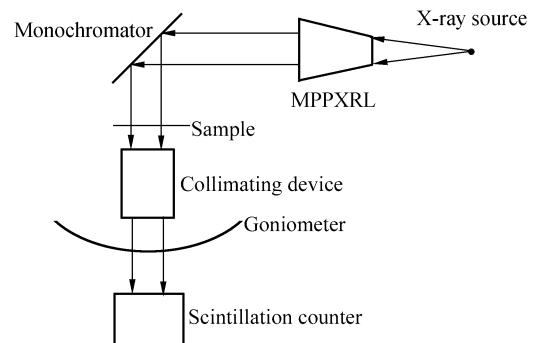 X-ray source
Monochromator
MPPXRL
Sample
Collimating device
Goniometer
Scintillation counter